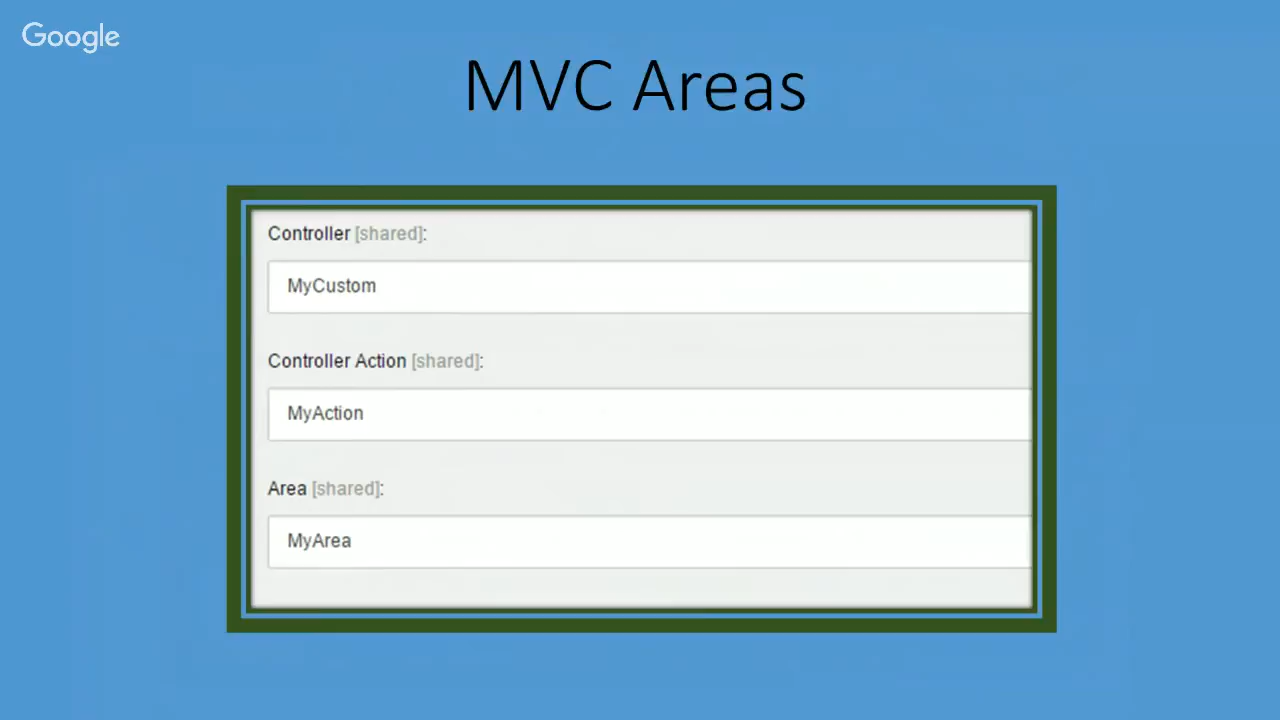 Google
MVC Areas
Controller [shared]:
MyCustom
Controller Action [shared]:
MyAction
Area [shared]:
MyArea